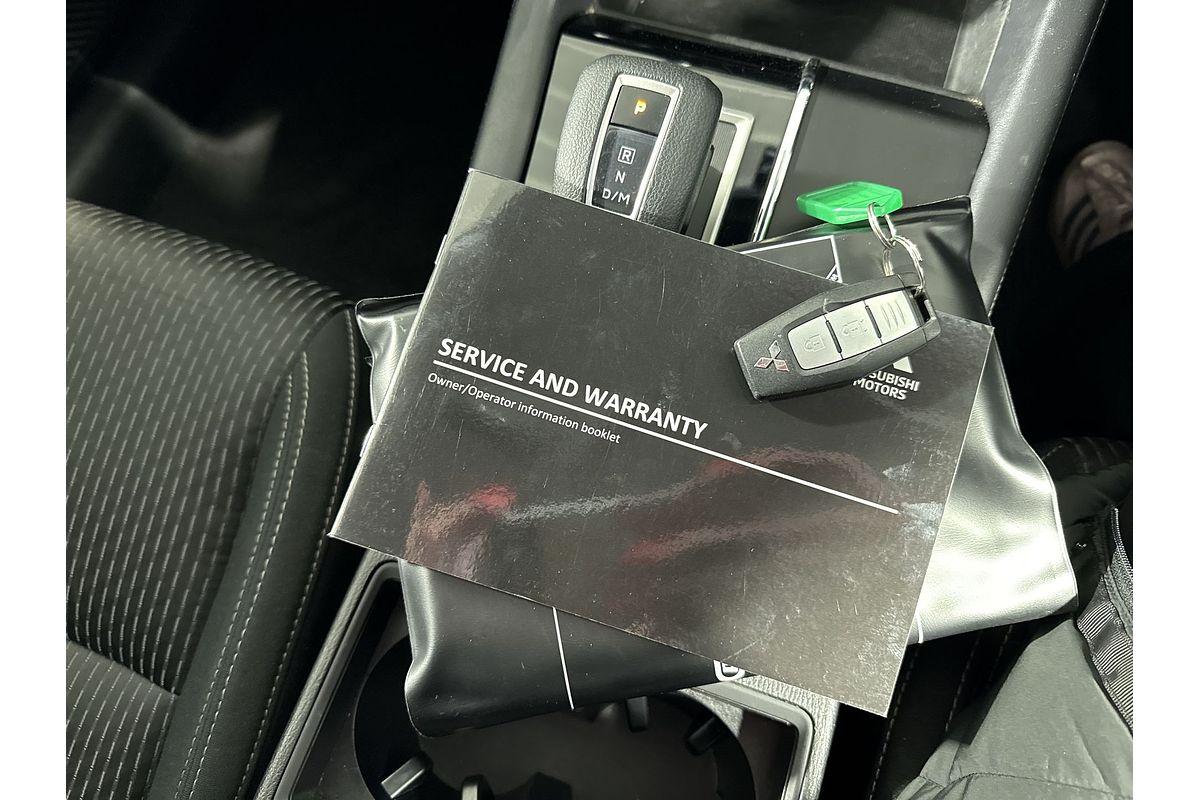 P
R
N
D/M
SERVICE AND WARRANTY
Owner/Operator information booklet
MOTORS